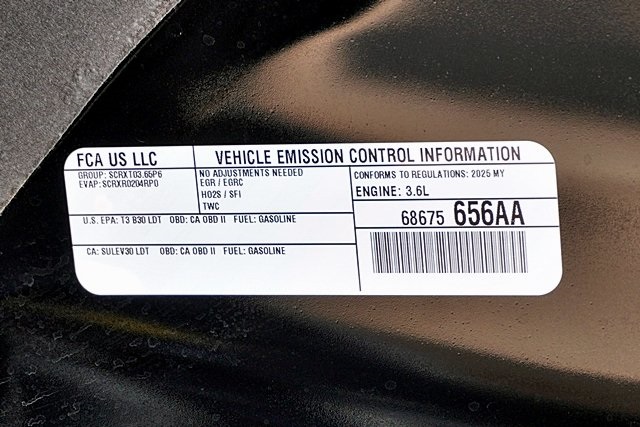 FCA US LLC
VEHICLE EMISSION CONTROL INFORMATION
GROUP: SCRXT03.65P6
EVAP: SCRXR0204RP0
NO ADJUSTMENTS NEEDED
EGR / EGRC
HO2S / SFI
TWC
CONFORMS TO REGULATIONS: 2025 MY
ENGINE: 3.6L
U.S. EPA: T3 B30 LDT OBD: CA OBD II FUEL: GASOLINE
68675 656AA
CA: SULEV30 LDT OBD: CA OBD II FUEL: GASOLINE